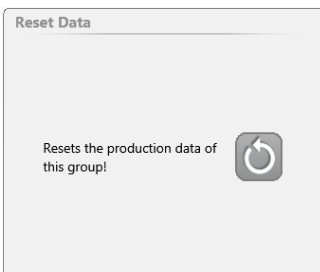 Reset Data
Resets the production data of
this group!